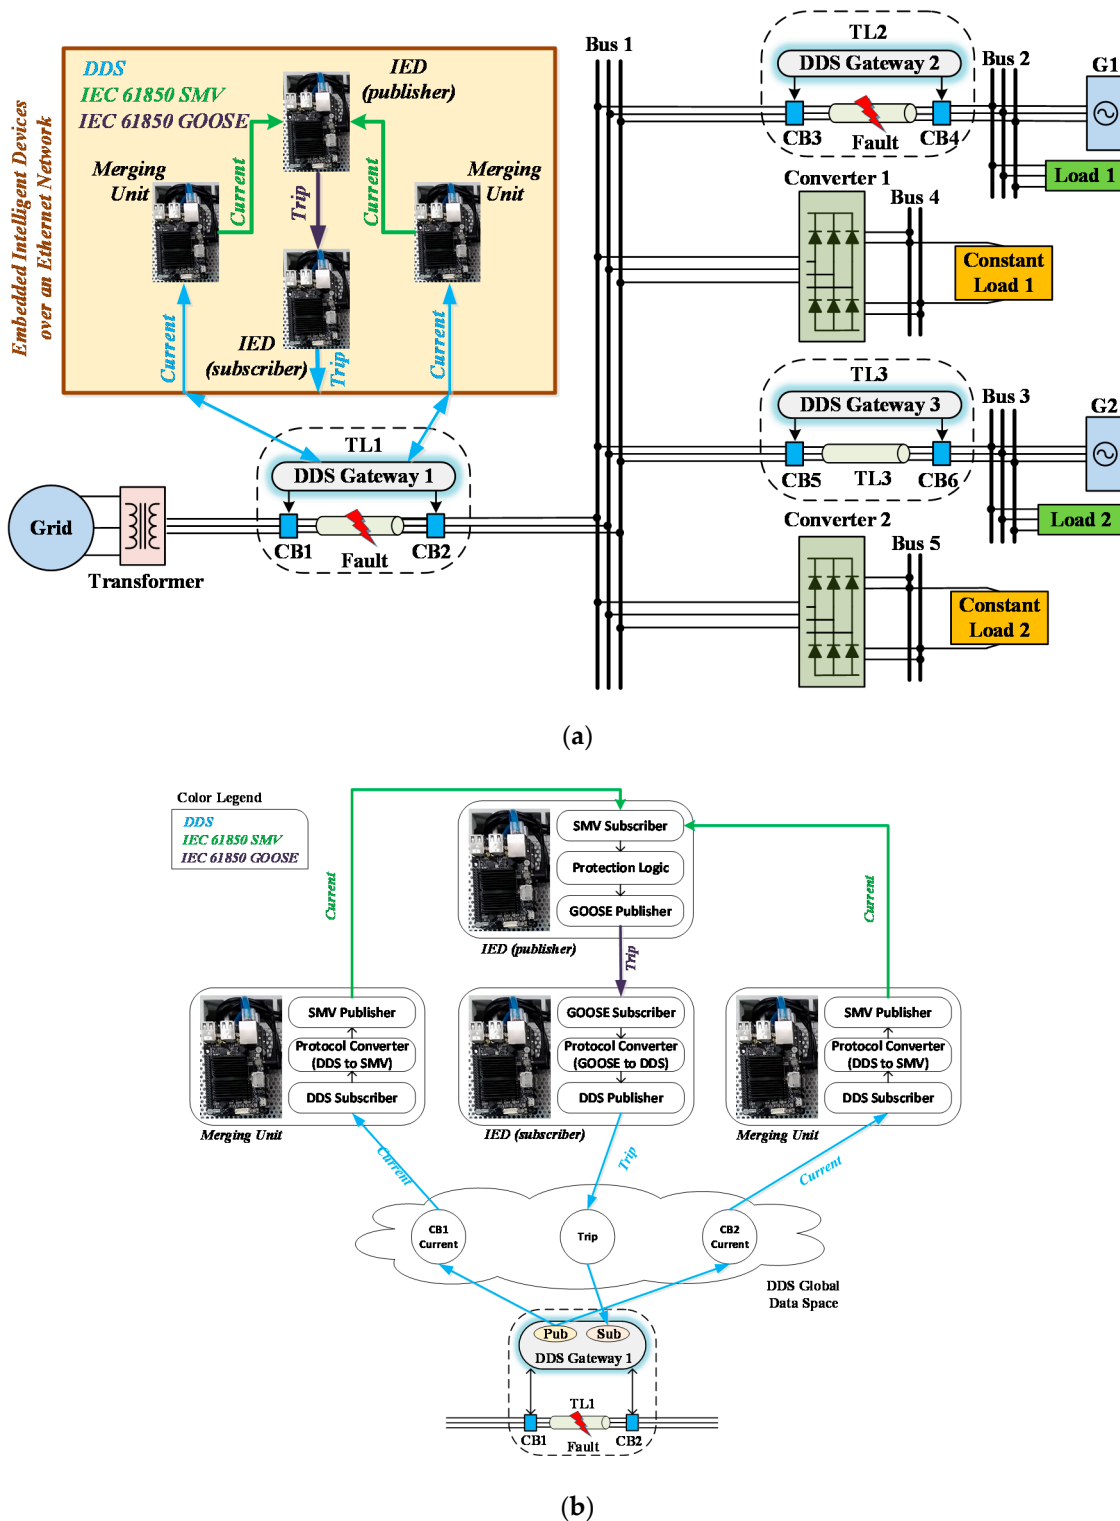 DDS
IEC 61850 SMV
IEC 61850 GOOSE
IED
(publisher)
Merging
Unit
Merging
Unit
Current
Trip
Current
IED
(subscriber)
Current
Trip
Current
Embedded Intelligent Devices
over an Ethernet Network
TL1
DDS Gateway 1
Grid
Transformer
CB1
CB2
Fault
Bus 1
TL2
DDS Gateway 2
CB3
CB4
Fault
Bus 2
G1
Load 1
Converter 1
Bus 4
Constant
Load 1
TL3
DDS Gateway 3
CB5
TL3
CB6
Bus 3
G2
Load 2
Converter 2
Bus 5
Constant
Load 2
(a)
Color Legend
DDS
IEC 61850 SMV
IEC 61850 GOOSE
SMV Subscriber
Protection Logic
GOOSE Publisher
IED (publisher)
Current
Trip
Current
SMV Publisher
Protocol Converter
(DDS to SMV)
DDS Subscriber
Merging Unit
GOOSE Subscriber
Protocol Converter
(GOOSE to DDS)
DDS Publisher
IED (subscriber)
SMV Publisher
Protocol Converter
(DDS to SMV)
DDS Subscriber
Merging Unit
Current
Trip
Current
CB1
Current
Trip
CB2
Current
DDS Global
Data Space
Pub
Sub
DDS Gateway 1
TL1
CB1
Fault
CB2
(b)